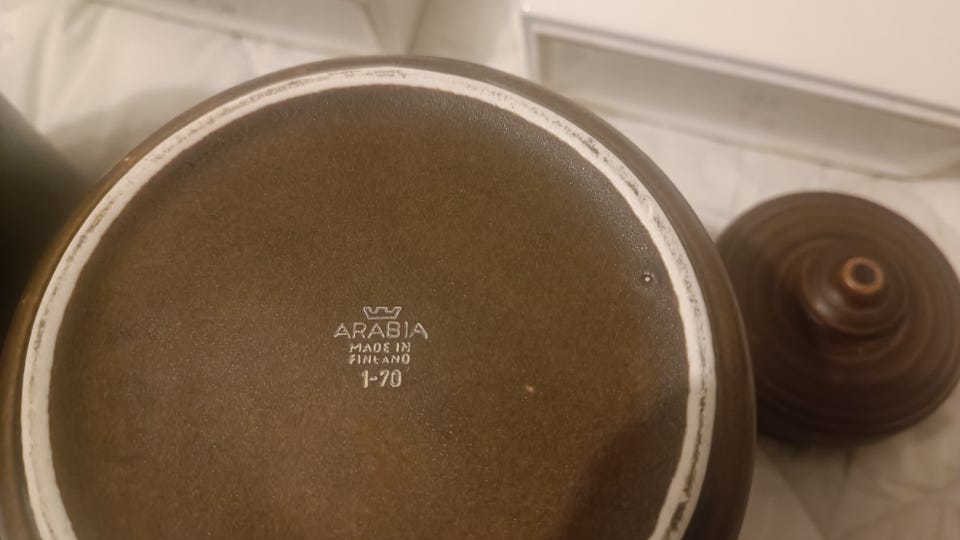 ARABIA
MADE IN
FINLAND
1-70